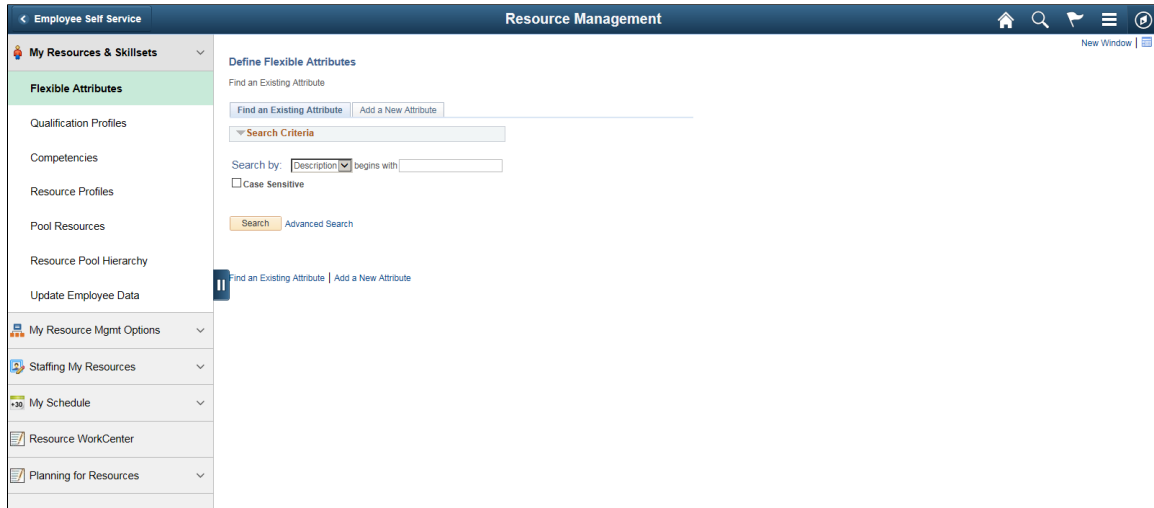 Employee Self Service
Resource Management
New Window
My Resources & Skillsets
Flexible Attributes
Qualification Profiles
Competencies
Resource Profiles
Pool Resources
Resource Pool Hierarchy
Update Employee Data
My Resource Mgmt Options
Staffing My Resources
+30 My Schedule
Resource WorkCenter
Planning for Resources
Define Flexible Attributes
Find an Existing Attribute
Find an Existing Attribute Add a New Attribute
Search Criteria
Search by: Description begins with
Case Sensitive
Search Advanced Search
Find an Existing Attribute | Add a New Attribute